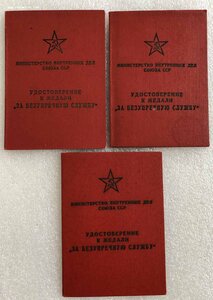 МИНИСТЕРСТВО ВНУТРЕННИХ ДЕЛ
СОЮЗА ССР
УДОСТОВЕРЕНИЕ
К МЕДАЛИ
„ЗА БЕЗУПРЕЧНУЮ СЛУЖБУ"
МИНИСТЕРСТВО ВНУТРЕННИХ ДЕЛ
СОЮЗА ССР
УДОСТОВЕРЕНИЕ
К МЕДАЛИ
„ЗА БЕЗУПРЕЧНУЮ СЛУЖБУ"
МИНИСТЕРСТВО ВНУТРЕННИХ ДЕЛ
СОЮЗА ССР
УДОСТОВЕРЕНИЕ
К МЕДАЛИ
„ЗА БЕЗУПРЕЧНУЮ СЛУЖБУ"